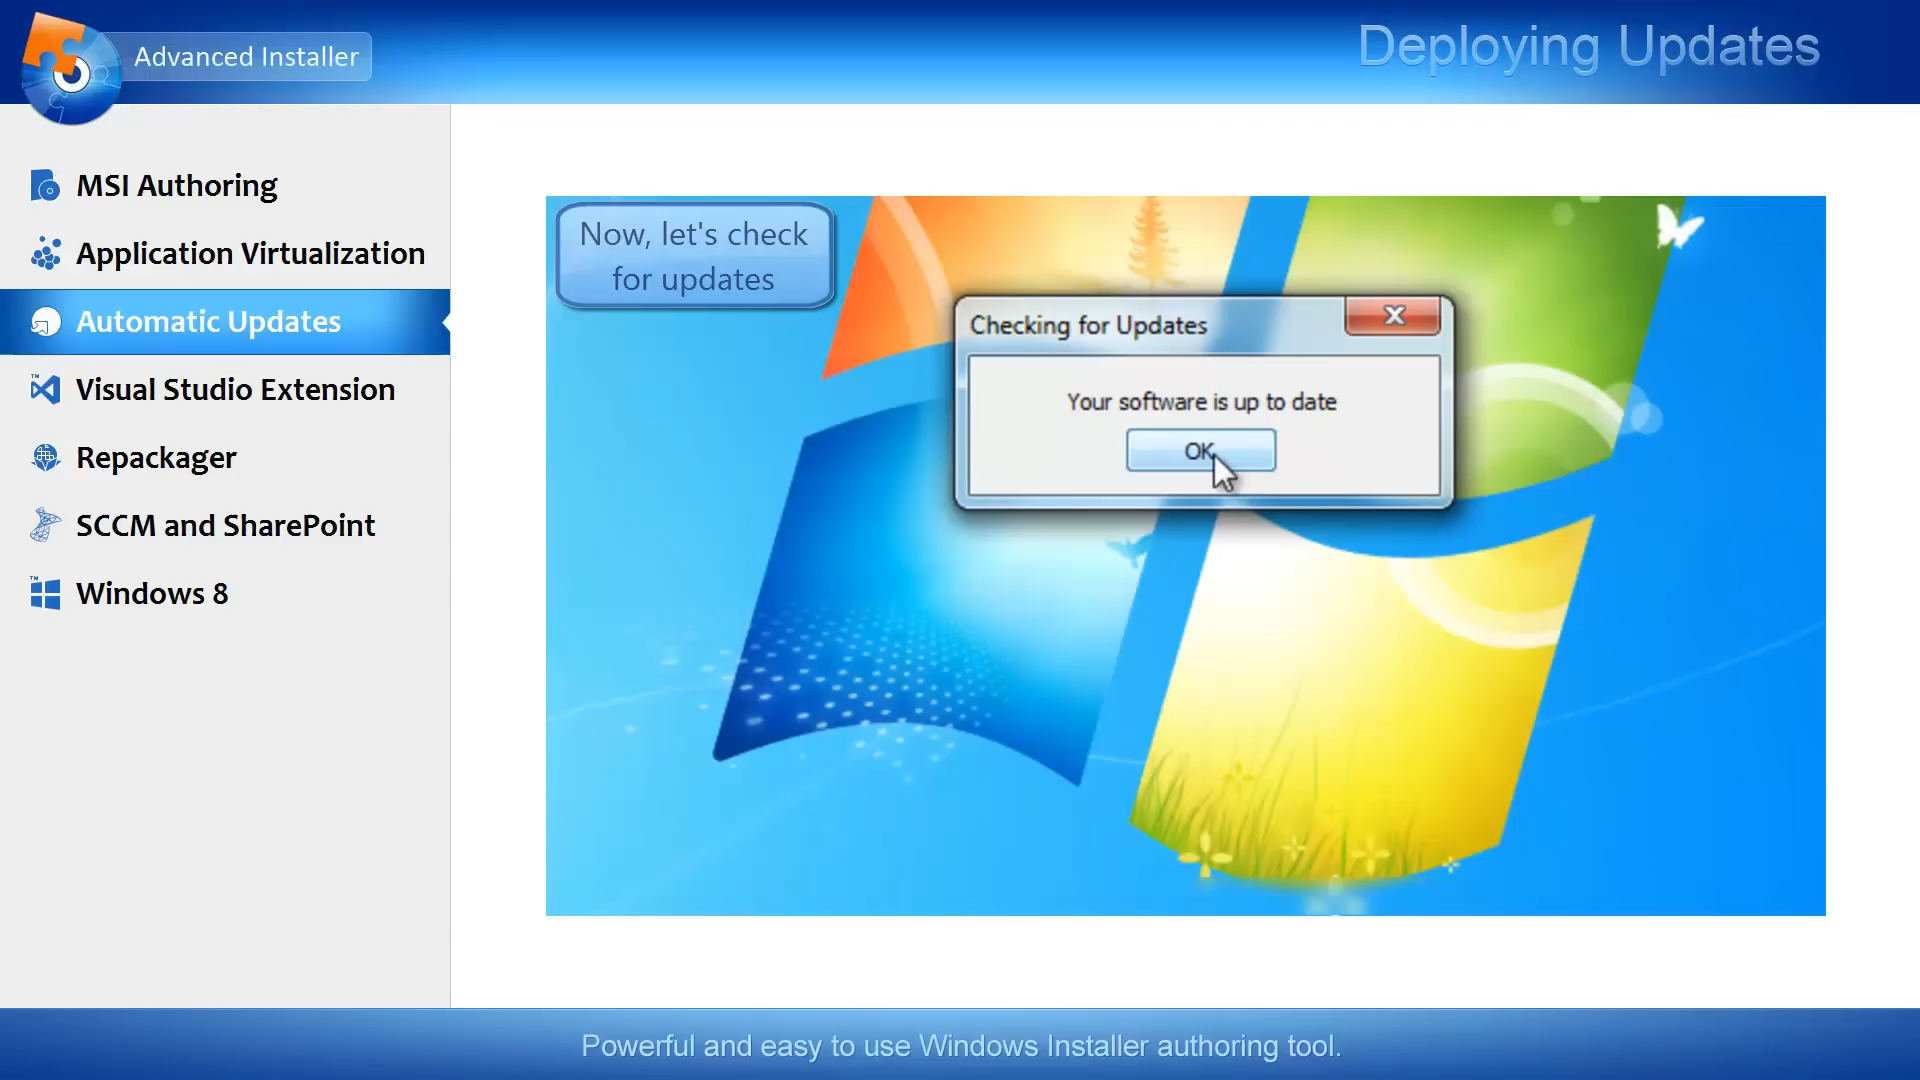 Advanced Installer
Deploying Updates
MSI Authoring
Application Virtualization
Automatic Updates
™
Visual Studio Extension
Repackager
SCCM and SharePoint
™
Windows 8
Now, let's check
for updates
Checking for Updates
Your software is up to date
OK
Powerful and easy to use Windows Installer authoring tool.